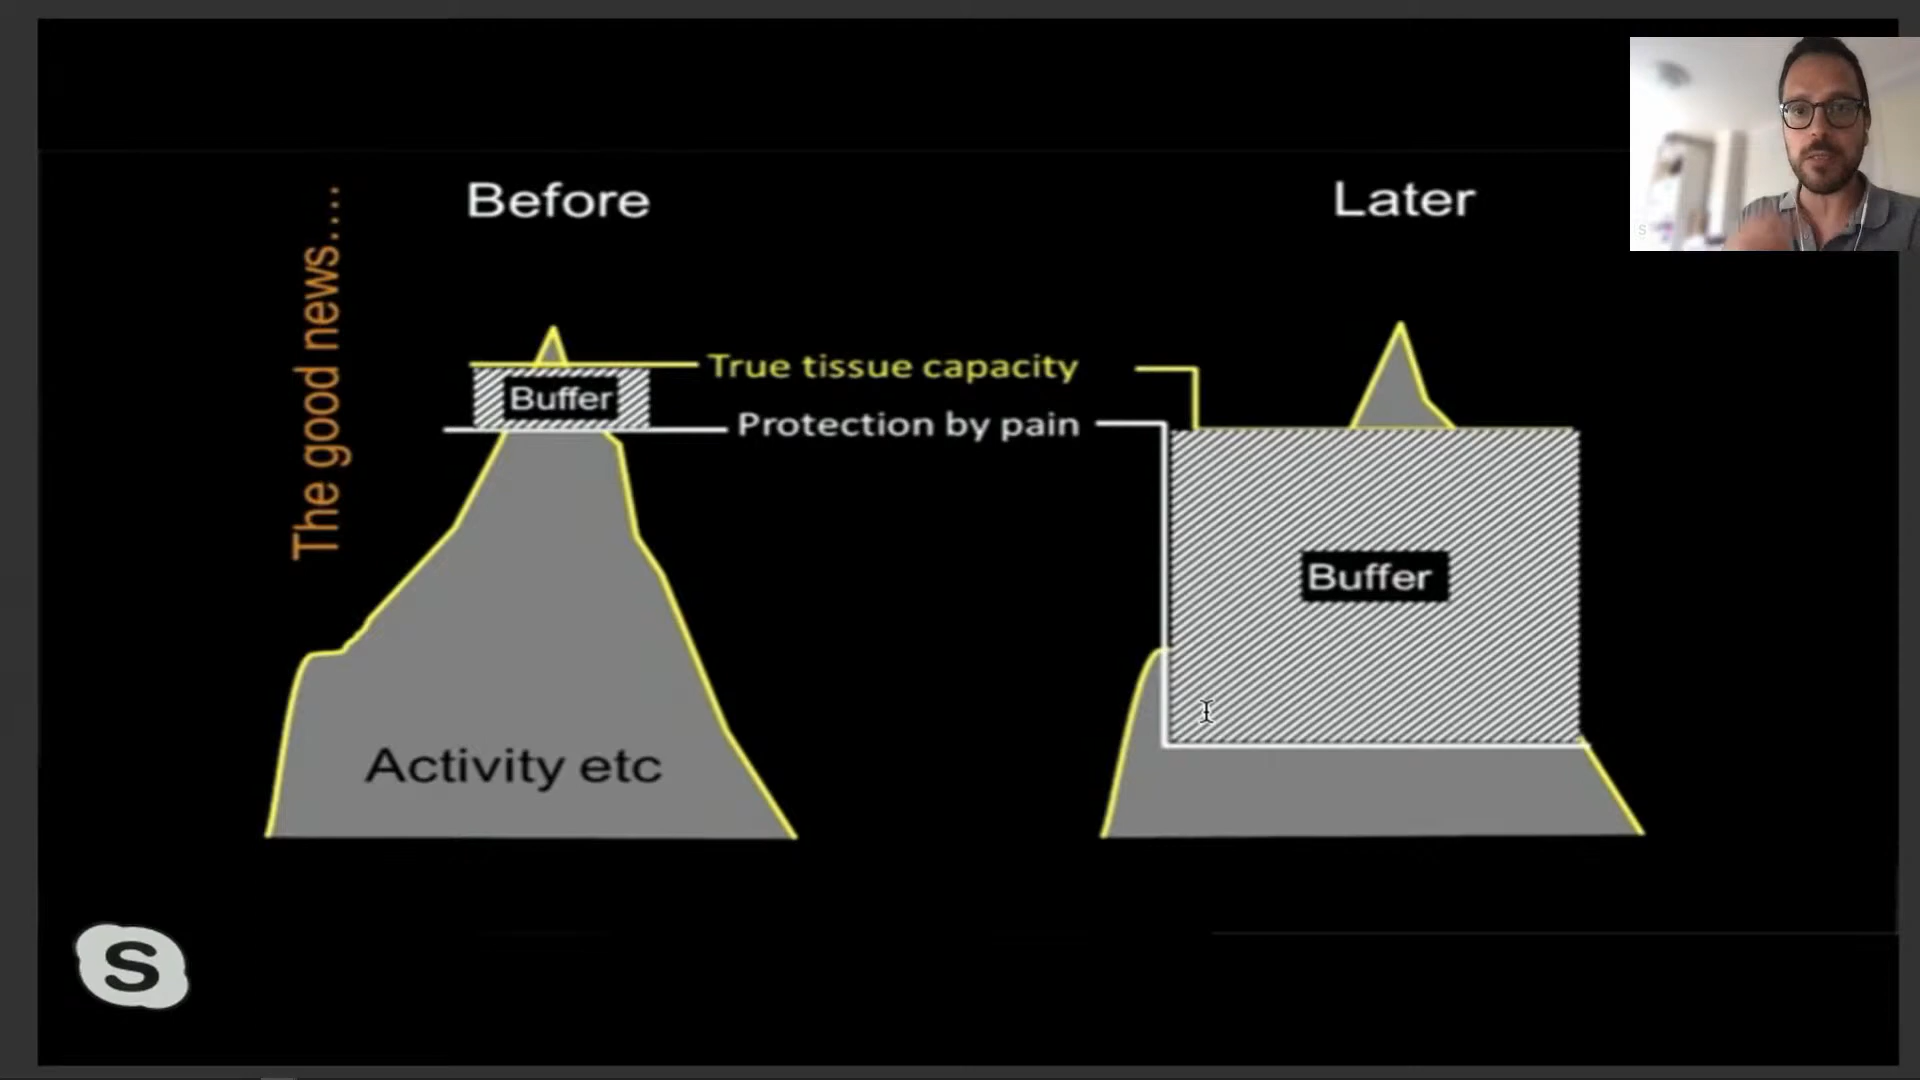 The good news....
Before
Later
True tissue capacity
Buffer
Protection by pain
Buffer
Activity etc
S
S